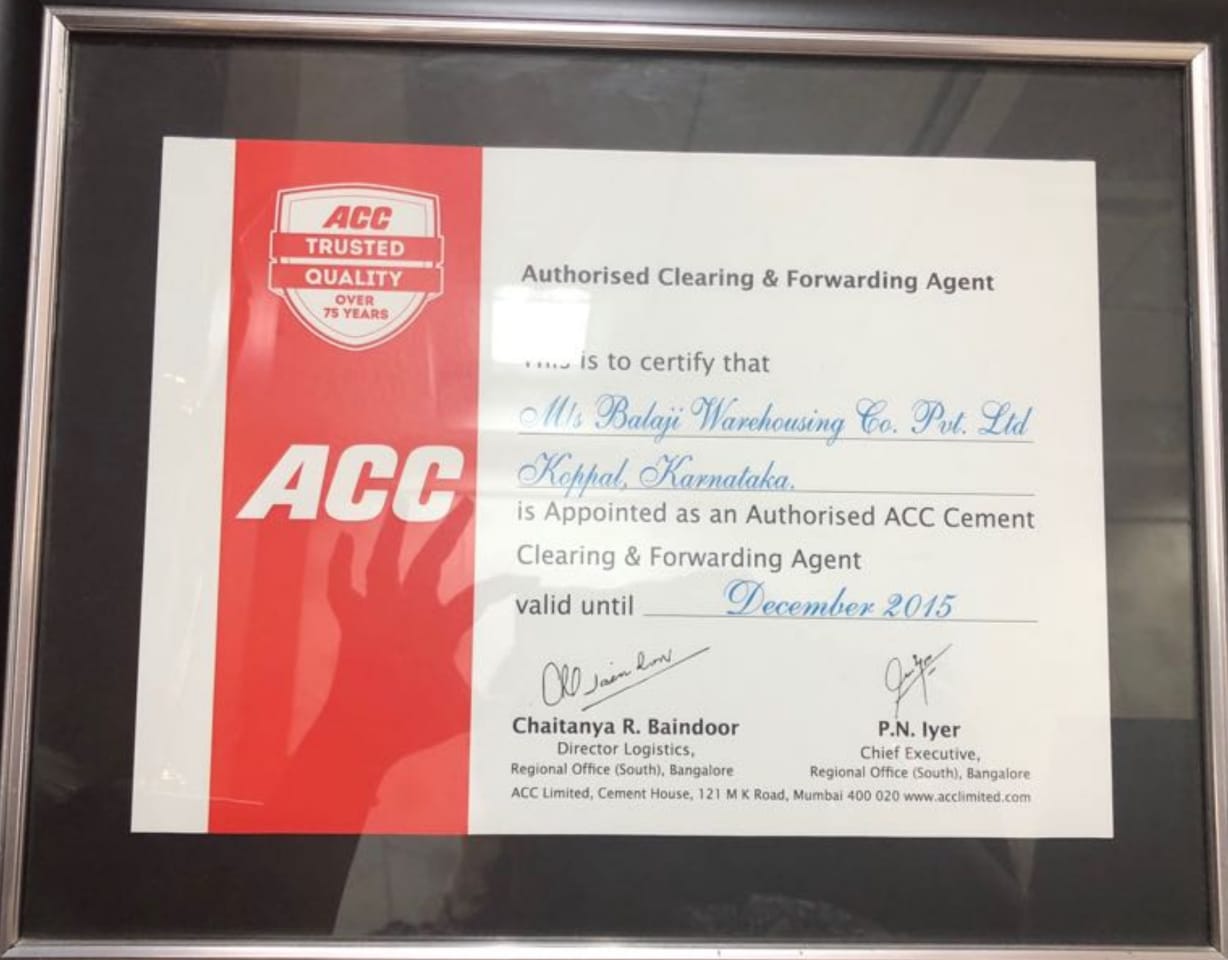 ACC
TRUSTED
QUALITY
OVER
75 YEARS
ACC
Authorised Clearing & Forwarding Agent
is to certify that
M/s Balaji Warehousing Co. Pvt. Ltd
Koppal, Karnataka.
is Appointed as an Authorised ACC Cement
Clearing & Forwarding Agent
valid until December 2015
Chaitanya R. Baindoor
Director Logistics,
Regional Office (South), Bangalore
P.N. Iyer
Chief Executive,
Regional Office (South), Bangalore
ACC Limited, Cement House, 121 M K Road, Mumbai 400 020 www.acclimited.com